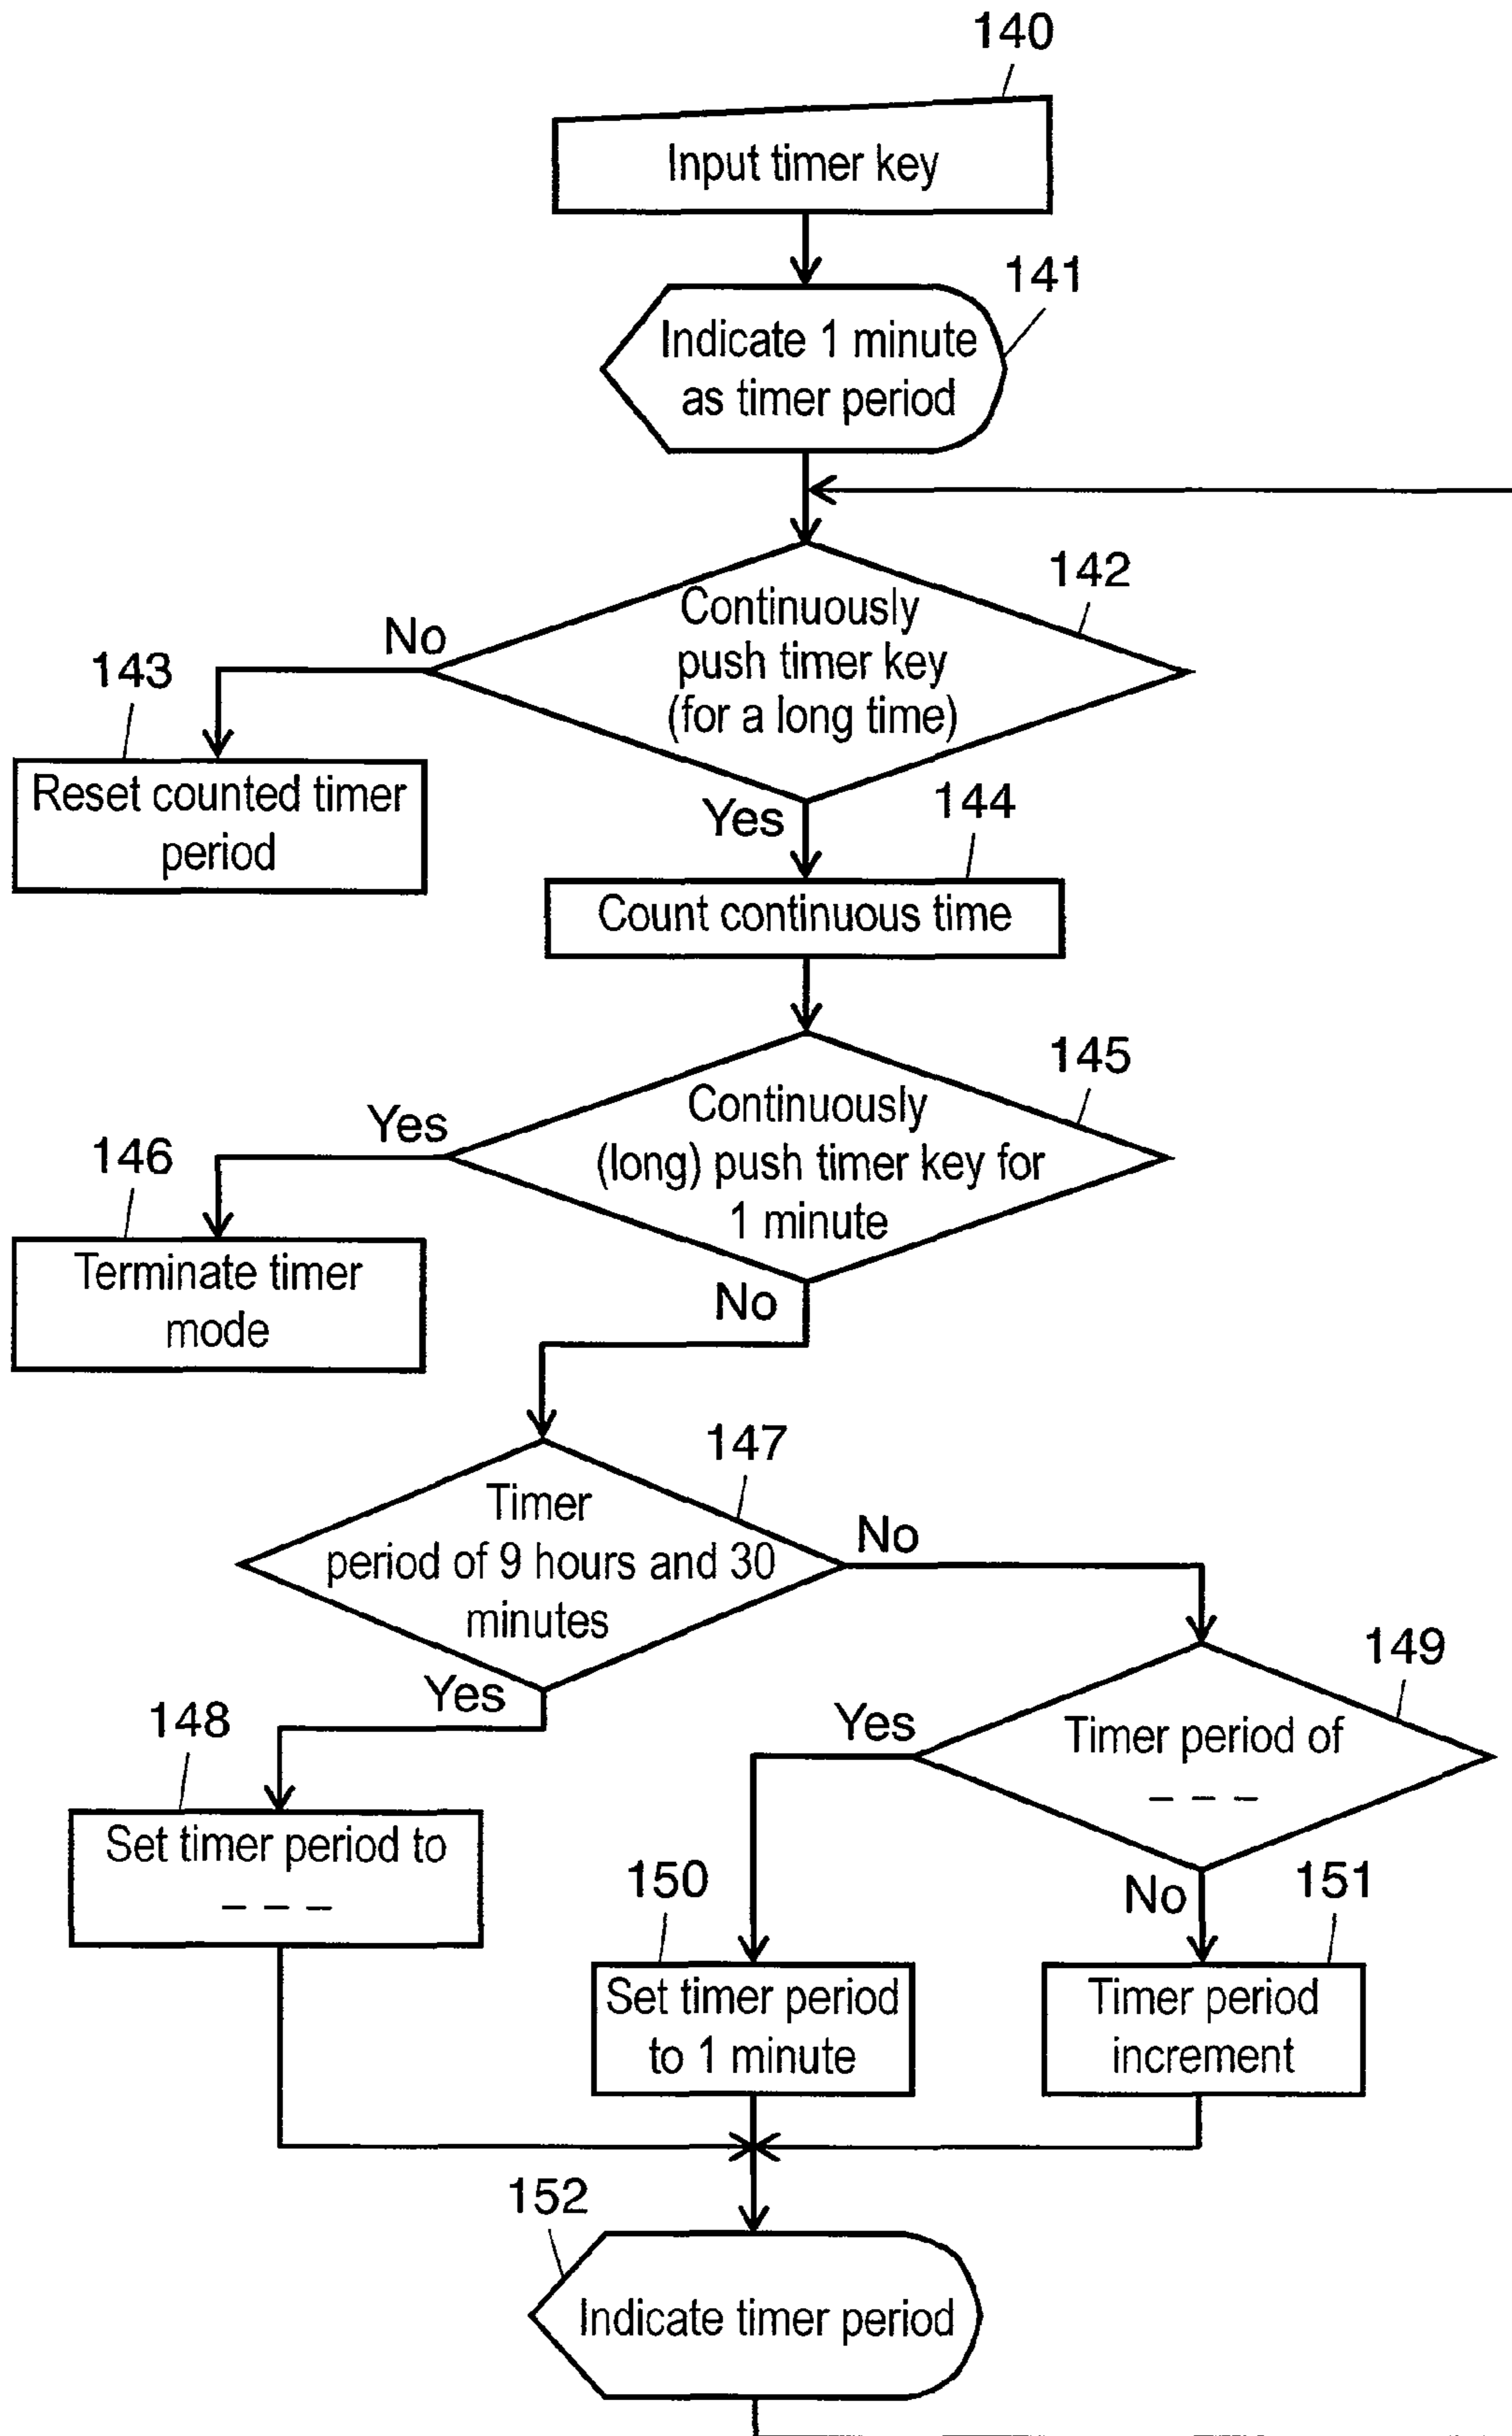 140
Input timer key
141
Indicate 1 minute
as timer period
142
Continuously
push timer key
(for a long time)
No
143
Reset counted timer
period
Yes
144
Count continuous time
145
Continuously
(long) push timer key for
1 minute
Yes
146
Terminate timer
mode
No
147
Timer
period of 9 hours and 30
minutes
No
149
Timer period of
– – –
Yes
148
Set timer period to
– – –
Yes
150
Set timer period
to 1 minute
No
151
Timer period
increment
152
Indicate timer period